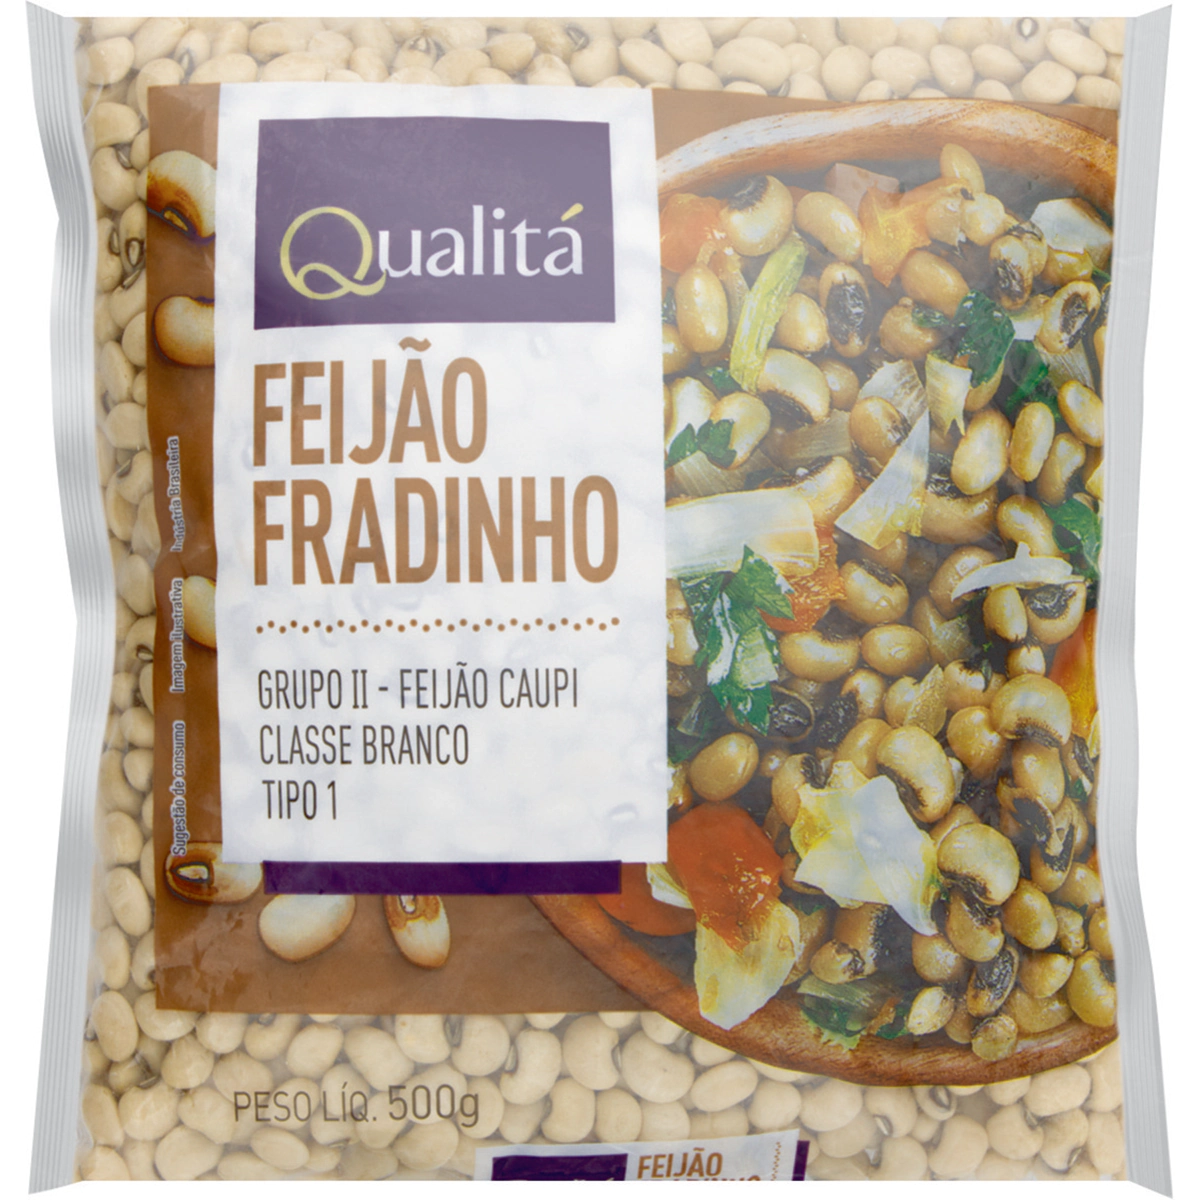 Qualitá
FEIJÃO
FRADINHO
GRUPO II - FEIJÃO CAUPI
CLASSE BRANCO
TIPO 1
Indústria Brasileira
Imagem ilustrativa
Sugestão de consumo
PESO LÍQ. 500g
FEIJÃO
FRADINHO